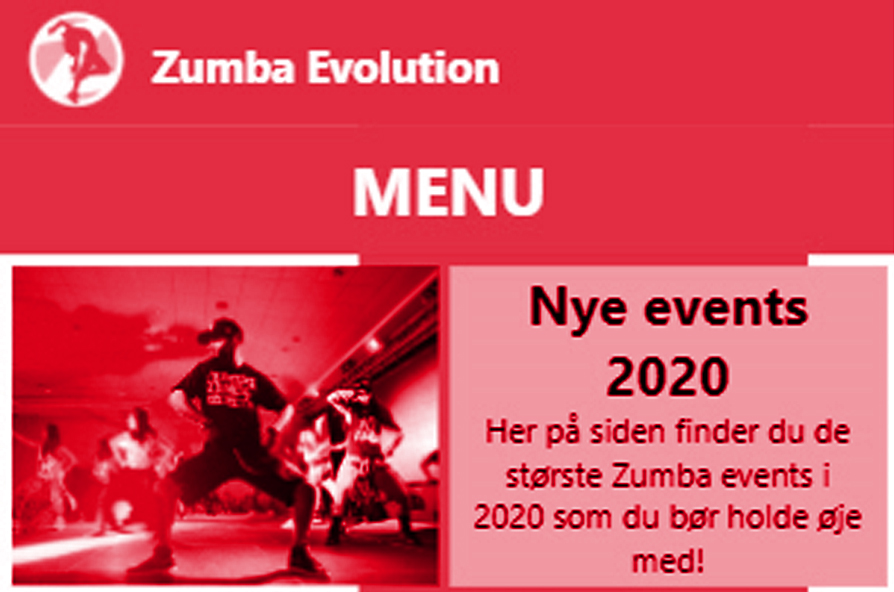 Zumba Evolution
MENU
Nye events
2020
Her på siden finder du de
største Zumba events i
2020 som du bør holde øje
med!